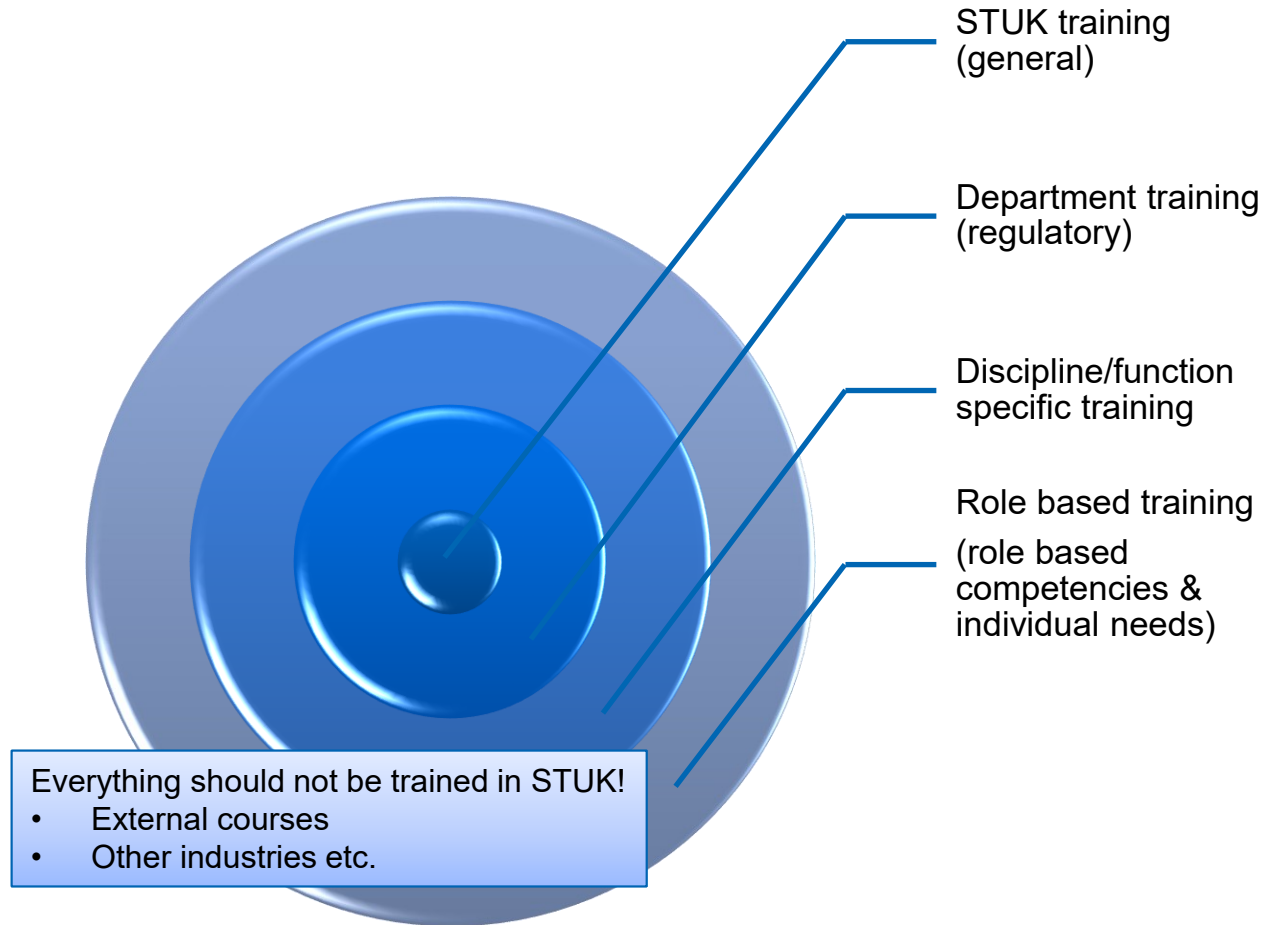 STUK training
(general)
Department training
(regulatory)
Discipline/function
specific training
Role based training
(role based
competencies &
individual needs)
Everything should not be trained in STUK!
• External courses
• Other industries etc.